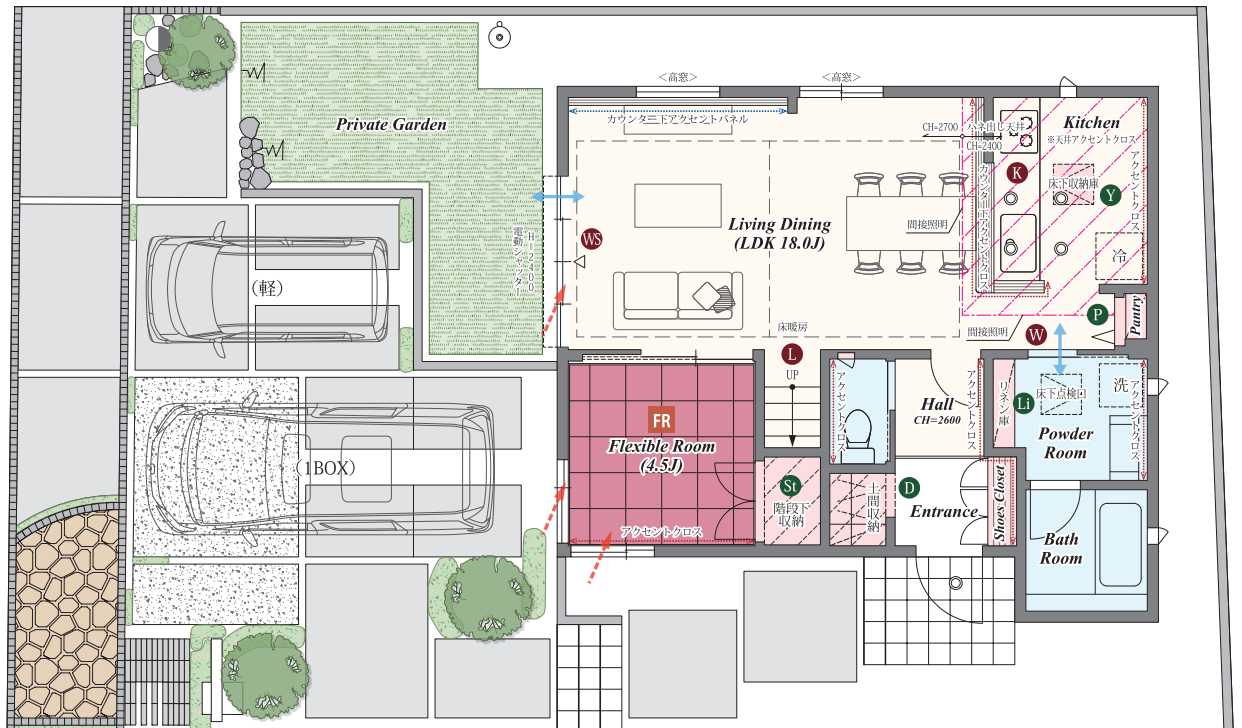 <高窓>
<高窓>
カウンター下アクセントパネル
Private Garden
CH=2700
ハネ出し天井
CH=2400
Kitchen
※天井アクセントクロス
アクセントクロス
K
床下収納庫
Y
カウンター下アクセントクロス
間接照明
冷
Living Dining
(LDK 18.0J)
WS
H=2400
電動シャッター
(軽)
床暖房
間接照明
P
Pantry
W
L
UP
アクセントクロス
Hall
CH=2600
アクセントクロス
リネン庫
Li
床下点検口
洗
アクセントクロス
Powder
Room
FR
Flexible Room
(4.5J)
アクセントクロス
(1BOX)
St
階段下
収納
土間収納
D
Entrance
Shoes Closet
Bath
Room